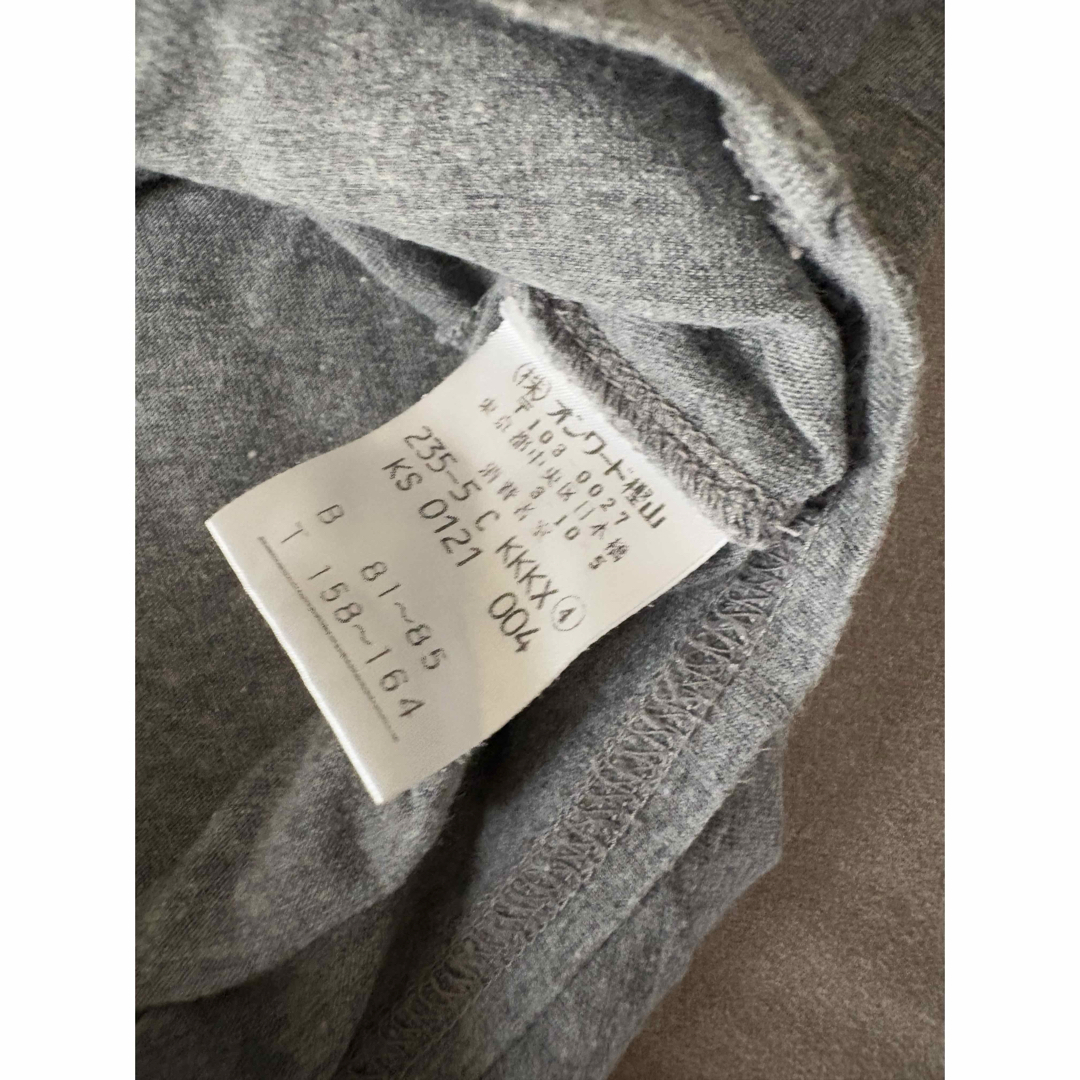 (株)オンワード樫山
〒103-0027
東京都中央区日本橋
3-10-5
消費者室
235-5 C KKKX④
KS 0121 004
B 81~85
T 158~164